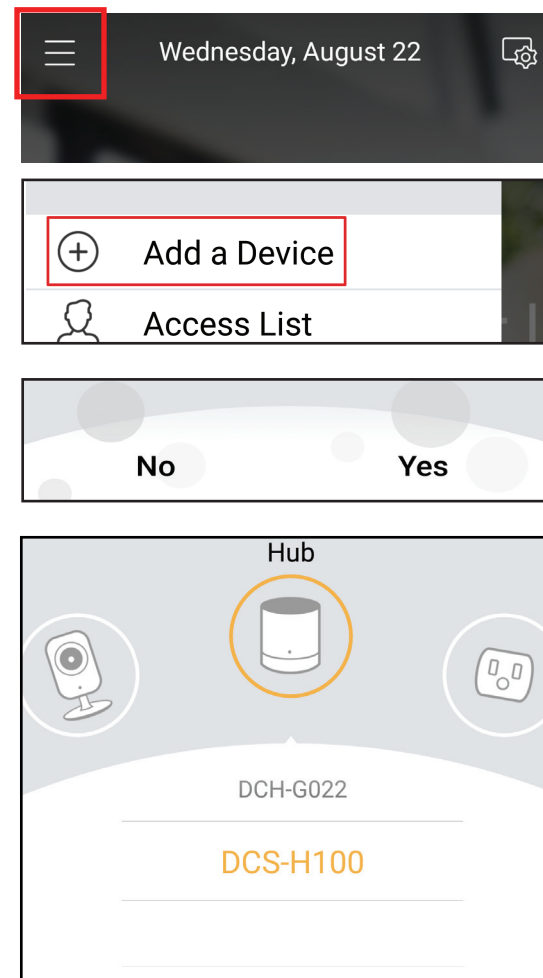 Wednesday, August 22
Add a Device
Access List
No Yes
Hub
DCH-G022
DCS-H100